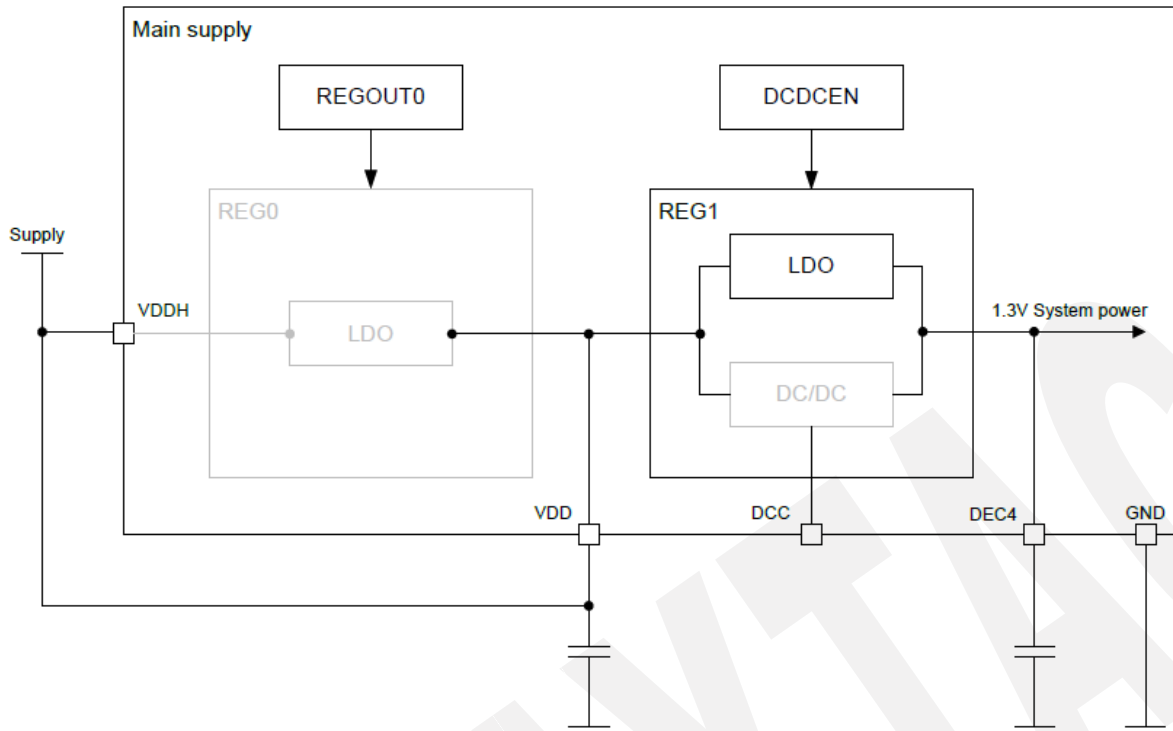 Main supply
REGOUT0
DCDCEN
REG0
REG1
Supply
LDO
VDDH
LDO
1.3V System power
DC/DC
VDD
DCC
DEC4
GND